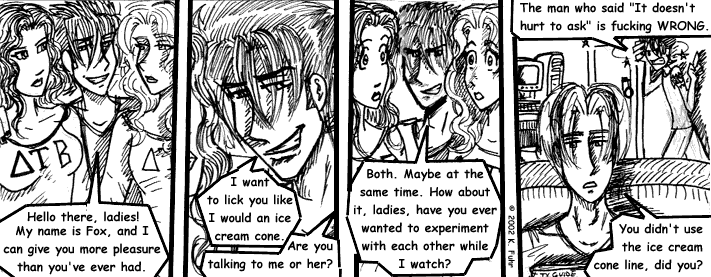 ΔΓΒ
Δ
Hello there, ladies!
My name is Fox, and I
can give you more pleasure
than you've ever had.
I want
to lick you like
I would an ice
cream cone.
Are you
talking to me or her?
Both. Maybe at the
same time. How about
it, ladies, have you ever
wanted to experiment
with each other while
I watch?
© 2002 K. Fuhr
The man who said "It doesn't
hurt to ask" is fucking WRONG.
You didn't use
the ice cream
cone line, did you?
TV GUIDE